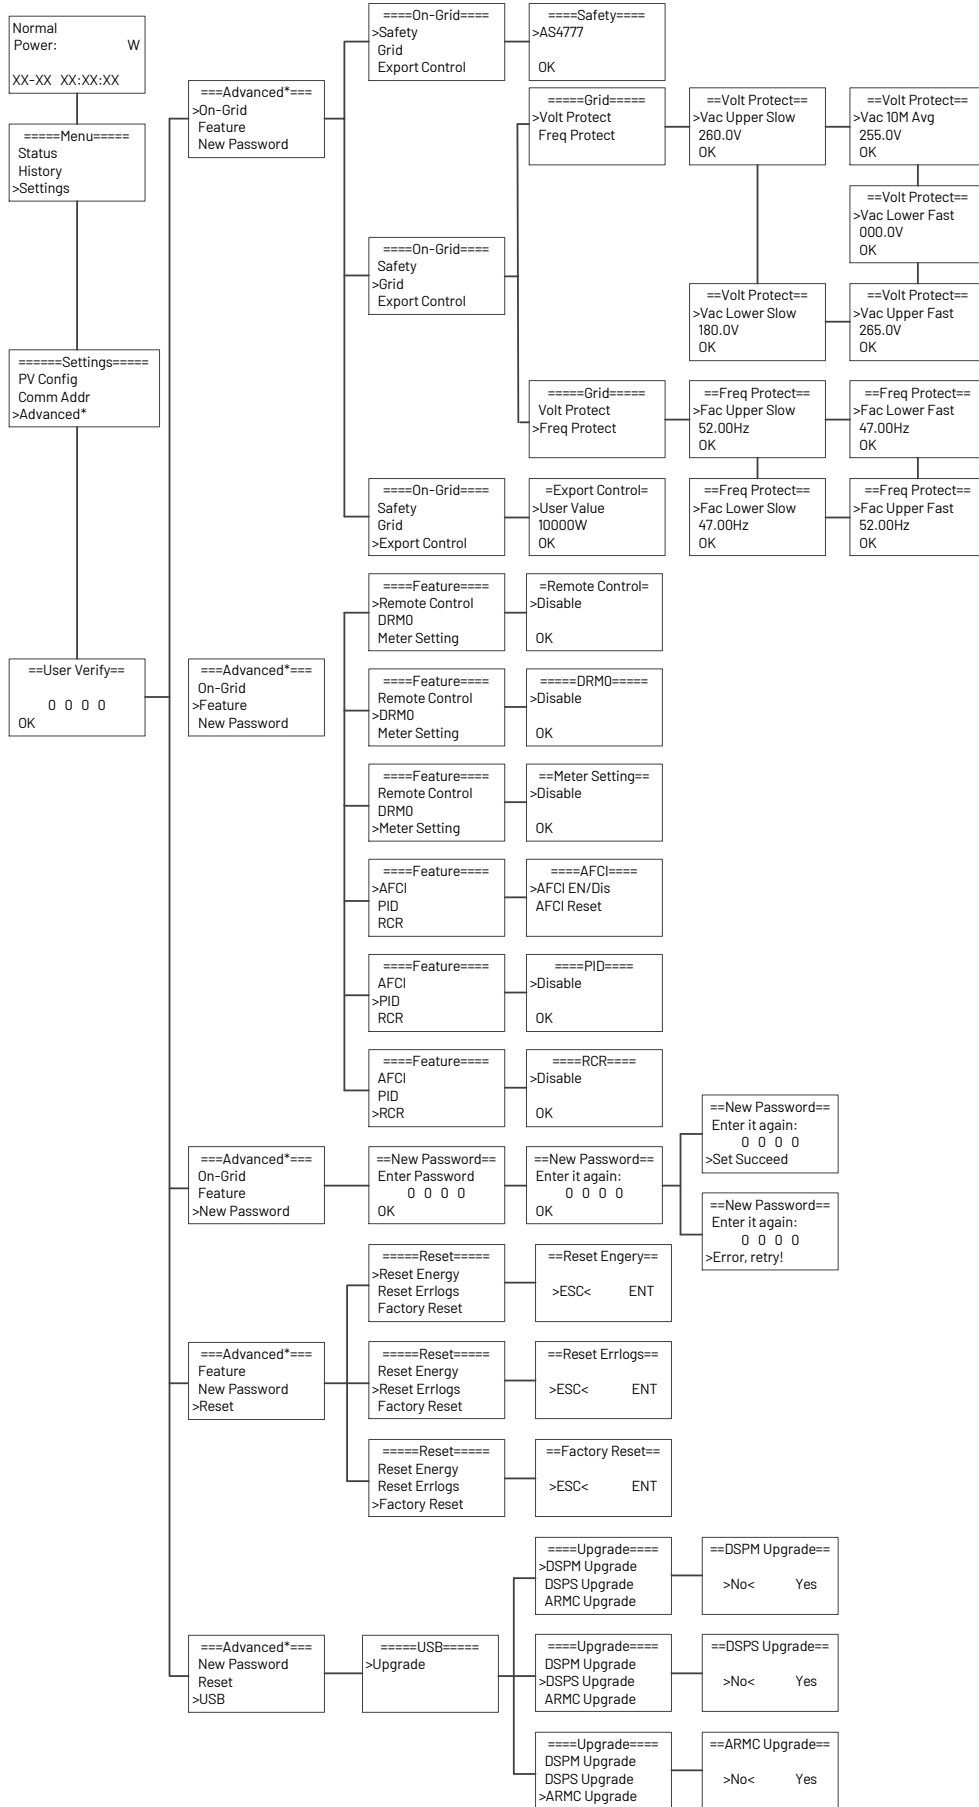 Normal
Power: W
XX-XX XX:XX:XX
=====Menu=====
Status
History
>Settings
======Settings=====
PV Config
Comm Addr
>Advanced*
==User Verify==
0 0 0 0
OK
===Advanced*===
>On-Grid
Feature
New Password
====On-Grid====
>Safety
Grid
Export Control
====Safety====
>AS4777
OK
====On-Grid====
Safety
>Grid
Export Control
=====Grid=====
>Volt Protect
Freq Protect
==Volt Protect==
>Vac Upper Slow
260.0V
OK
==Volt Protect==
>Vac 10M Avg
255.0V
OK
==Volt Protect==
>Vac Lower Fast
000.0V
OK
==Volt Protect==
>Vac Lower Slow
180.0V
OK
==Volt Protect==
>Vac Upper Fast
265.0V
OK
=====Grid=====
Volt Protect
>Freq Protect
==Freq Protect==
>Fac Upper Slow
52.00Hz
OK
==Freq Protect==
>Fac Lower Fast
47.00Hz
OK
==Freq Protect==
>Fac Lower Slow
47.00Hz
OK
==Freq Protect==
>Fac Upper Fast
52.00Hz
OK
====On-Grid====
Safety
Grid
>Export Control
=Export Control=
>User Value
10000W
OK
===Advanced*===
On-Grid
>Feature
New Password
====Feature====
>Remote Control
DRM0
Meter Setting
=Remote Control=
>Disable
OK
====Feature====
Remote Control
>DRM0
Meter Setting
=====DRM0=====
>Disable
OK
====Feature====
Remote Control
DRM0
>Meter Setting
==Meter Setting==
>Disable
OK
====Feature====
>AFCI
PID
RCR
====AFCI====
>AFCI EN/Dis
AFCI Reset
====Feature====
AFCI
>PID
RCR
====PID====
>Disable
OK
====Feature====
AFCI
PID
>RCR
====RCR====
>Disable
OK
===Advanced*===
On-Grid
Feature
>New Password
==New Password==
Enter Password
0 0 0 0
OK
==New Password==
Enter it again:
0 0 0 0
OK
==New Password==
Enter it again:
0 0 0 0
>Set Succeed
==New Password==
Enter it again:
0 0 0 0
>Error, retry!
===Advanced*===
Feature
New Password
>Reset
=====Reset=====
>Reset Energy
Reset Errlogs
Factory Reset
==Reset Engery==
>ESC< ENT
=====Reset=====
Reset Energy
>Reset Errlogs
Factory Reset
==Reset Errlogs==
>ESC< ENT
=====Reset=====
Reset Energy
Reset Errlogs
>Factory Reset
==Factory Reset==
>ESC< ENT
===Advanced*===
New Password
Reset
>USB
=====USB=====
>Upgrade
====Upgrade====
>DSPM Upgrade
DSPS Upgrade
ARMC Upgrade
==DSPM Upgrade==
>No< Yes
====Upgrade====
DSPM Upgrade
>DSPS Upgrade
ARMC Upgrade
==DSPS Upgrade==
>No< Yes
====Upgrade====
DSPM Upgrade
DSPS Upgrade
>ARMC Upgrade
==ARMC Upgrade==
>No< Yes